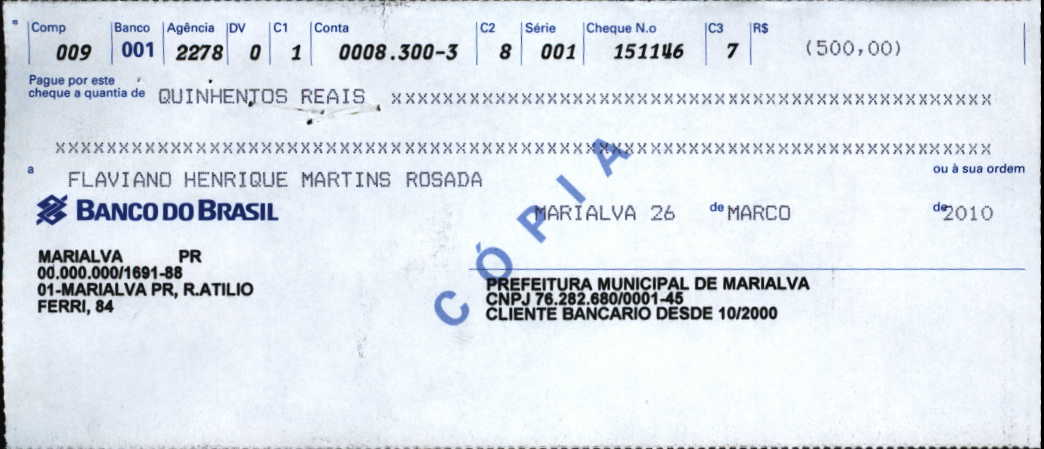 Comp Banco Agência DV C1 Conta C2 Série Cheque N.o C3 R$
009 001 2278 0 1 0008.300-3 8 001 151146 7 (500,00)
Pague por este
cheque a quantia de QUINHENTOS REAIS xxxxxxxxxxxxxxxxxxxxxxxxxxxxxxxxxxxxxxxxxxxxxxxxxxxxxxx
xxxxxxxxxxxxxxxxxxxxxxxxxxxxxxxxxxxxxxxxxxxxxxxxxxxxxxxxxxxxxxxxxxxxxxxxxxxxxxxxxxxxx
a FLAVIANO HENRIQUE MARTINS ROSADA ou à sua ordem
BANCO DO BRASIL
MARIALVA 26 de MARCO de 2010
MARIALVA PR
00.000.000/1691-88
01-MARIALVA PR, R.ATILIO
FERRI, 84
CÓPIA
PREFEITURA MUNICIPAL DE MARIALVA
CNPJ 76.282.680/0001-45
CLIENTE BANCARIO DESDE 10/2000